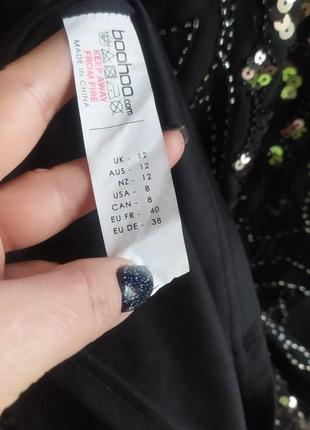 boohoo.com
KEEP AWAY
FROM FIRE
MADE IN CHINA
UK - 12
AUS - 12
NZ - 12
USA - 8
CAN - 8
EU FR - 40
EU DE - 38